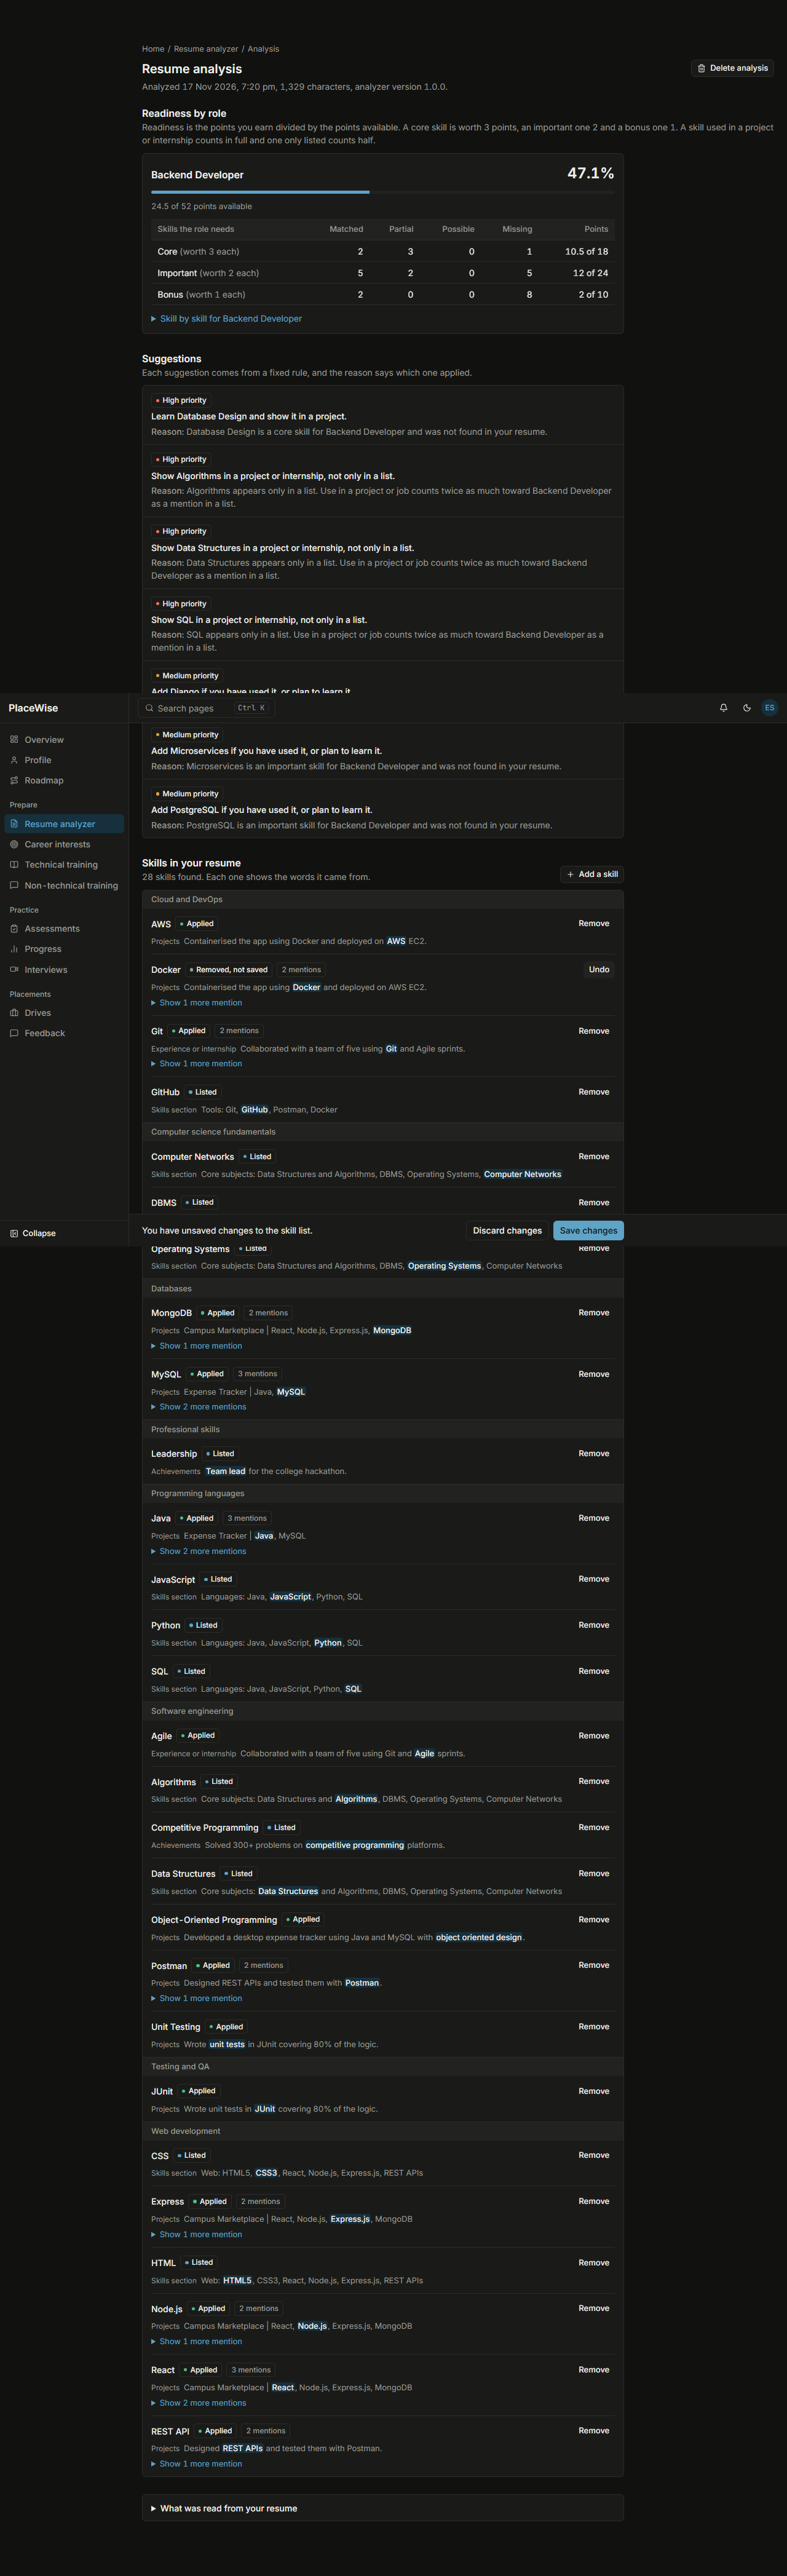 Home / Resume analyzer / Analysis
Resume analysis
Delete analysis
Analyzed 17 Nov 2026, 7:20 pm, 1,329 characters, analyzer version 1.0.0.
Readiness by role
Readiness is the points you earn divided by the points available. A core skill is worth 3 points, an important one 2 and a bonus one 1. A skill used in a project
or internship counts in full and one only listed counts half.
Backend Developer
47.1%
24.5 of 52 points available
Skills the role needs Matched Partial Possible Missing Points
Core (worth 3 each) 2 3 0 1 10.5 of 18
Important (worth 2 each) 5 2 0 5 12 of 24
Bonus (worth 1 each) 2 0 0 8 2 of 10
Skill by skill for Backend Developer
Suggestions
Each suggestion comes from a fixed rule, and the reason says which one applied.
High priority
Learn Database Design and show it in a project.
Reason: Database Design is a core skill for Backend Developer and was not found in your resume.
High priority
Show Algorithms in a project or internship, not only in a list.
Reason: Algorithms appears only in a list. Use in a project or job counts twice as much toward Backend Developer
as a mention in a list.
High priority
Show Data Structures in a project or internship, not only in a list.
Reason: Data Structures appears only in a list. Use in a project or job counts twice as much toward Backend
Developer as a mention in a list.
High priority
Show SQL in a project or internship, not only in a list.
Reason: SQL appears only in a list. Use in a project or job counts twice as much toward Backend Developer as a
mention in a list.
Medium priority
Add Django if you have used it, or plan to learn it.
PlaceWise
Search pages Ctrl K
ES
Overview
Profile
Roadmap
Prepare
Resume analyzer
Career interests
Technical training
Non-technical training
Practice
Assessments
Progress
Interviews
Placements
Drives
Feedback
Collapse
Medium priority
Add Microservices if you have used it, or plan to learn it.
Reason: Microservices is an important skill for Backend Developer and was not found in your resume.
Medium priority
Add PostgreSQL if you have used it, or plan to learn it.
Reason: PostgreSQL is an important skill for Backend Developer and was not found in your resume.
Skills in your resume
28 skills found. Each one shows the words it came from.
Add a skill
Cloud and DevOps
AWS Applied Remove
Projects Containerised the app using Docker and deployed on AWS EC2.
Docker Removed, not saved 2 mentions Undo
Projects Containerised the app using Docker and deployed on AWS EC2.
Show 1 more mention
Git Applied 2 mentions Remove
Experience or internship Collaborated with a team of five using Git and Agile sprints.
Show 1 more mention
GitHub Listed Remove
Skills section Tools: Git, GitHub, Postman, Docker
Computer science fundamentals
Computer Networks Listed Remove
Skills section Core subjects: Data Structures and Algorithms, DBMS, Operating Systems, Computer Networks
DBMS Listed Remove
You have unsaved changes to the skill list.
Discard changes
Save changes
Operating Systems Listed Remove
Skills section Core subjects: Data Structures and Algorithms, DBMS, Operating Systems, Computer Networks
Databases
MongoDB Applied 2 mentions Remove
Projects Campus Marketplace | React, Node.js, Express.js, MongoDB
Show 1 more mention
MySQL Applied 3 mentions Remove
Projects Expense Tracker | Java, MySQL
Show 2 more mentions
Professional skills
Leadership Listed Remove
Achievements Team lead for the college hackathon.
Programming languages
Java Applied 3 mentions Remove
Projects Expense Tracker | Java, MySQL
Show 2 more mentions
JavaScript Listed Remove
Skills section Languages: Java, JavaScript, Python, SQL
Python Listed Remove
Skills section Languages: Java, JavaScript, Python, SQL
SQL Listed Remove
Skills section Languages: Java, JavaScript, Python, SQL
Software engineering
Agile Applied Remove
Experience or internship Collaborated with a team of five using Git and Agile sprints.
Algorithms Listed Remove
Skills section Core subjects: Data Structures and Algorithms, DBMS, Operating Systems, Computer Networks
Competitive Programming Listed Remove
Achievements Solved 300+ problems on competitive programming platforms.
Data Structures Listed Remove
Skills section Core subjects: Data Structures and Algorithms, DBMS, Operating Systems, Computer Networks
Object-Oriented Programming Applied Remove
Projects Developed a desktop expense tracker using Java and MySQL with object oriented design.
Postman Applied 2 mentions Remove
Projects Designed REST APIs and tested them with Postman.
Show 1 more mention
Unit Testing Applied Remove
Projects Wrote unit tests in JUnit covering 80% of the logic.
Testing and QA
JUnit Applied Remove
Projects Wrote unit tests in JUnit covering 80% of the logic.
Web development
CSS Listed Remove
Skills section Web: HTML5, CSS3, React, Node.js, Express.js, REST APIs
Express Applied 2 mentions Remove
Projects Campus Marketplace | React, Node.js, Express.js, MongoDB
Show 1 more mention
HTML Listed Remove
Skills section Web: HTML5, CSS3, React, Node.js, Express.js, REST APIs
Node.js Applied 2 mentions Remove
Projects Campus Marketplace | React, Node.js, Express.js, MongoDB
Show 1 more mention
React Applied 3 mentions Remove
Projects Campus Marketplace | React, Node.js, Express.js, MongoDB
Show 2 more mentions
REST API Applied 2 mentions Remove
Projects Designed REST APIs and tested them with Postman.
Show 1 more mention
What was read from your resume